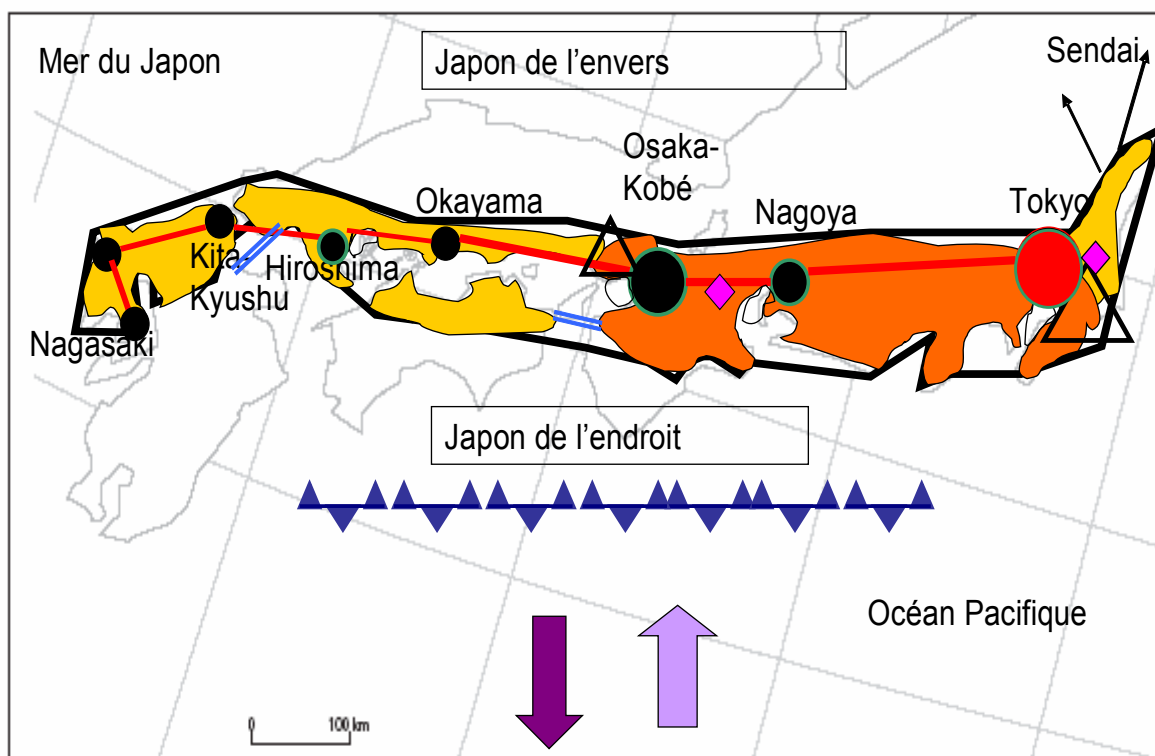 Mer du Japon
Japon de l’envers
Sendai
Osaka-
Kobé
Okayama
Nagoya
Tokyo
Kita-
Kyushu
Hiroshima
Nagasaki
Japon de l’endroit
Océan Pacifique
0 100 km